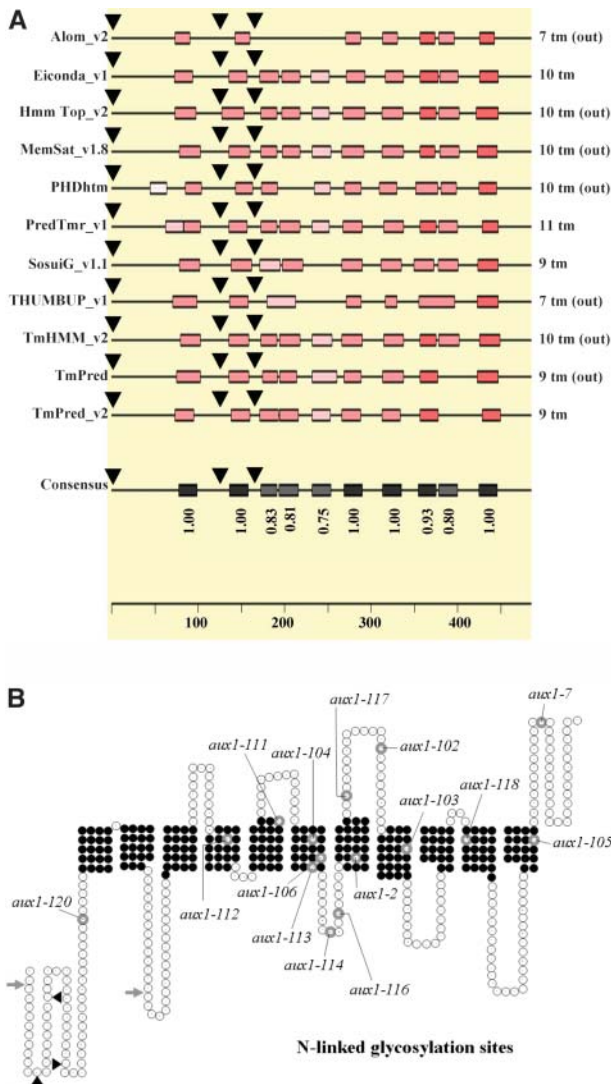 A
Alom_v2 7 tm (out)
Eiconda_v1 10 tm
Hmm Top_v2 10 tm (out)
MemSat_v1.8 10 tm (out)
PHDhtm 10 tm (out)
PredTmr_v1 11 tm
SosuiG_v1.1 9 tm
THUMBUP_v1 7 tm (out)
TmHMM_v2 10 tm (out)
TmPred 9 tm (out)
TmPred_v2 9 tm
Consensus
1.00 1.00 0.83 0.81 0.75 1.00 1.00 0.93 0.80 1.00
100 200 300 400
B
aux1-7
aux1-117
aux1-111 aux1-104 aux1-102
aux1-103 aux1-118
aux1-105
aux1-120 aux1-112 aux1-106 aux1-2
aux1-113
aux1-114
aux1-116
N-linked glycosylation sites